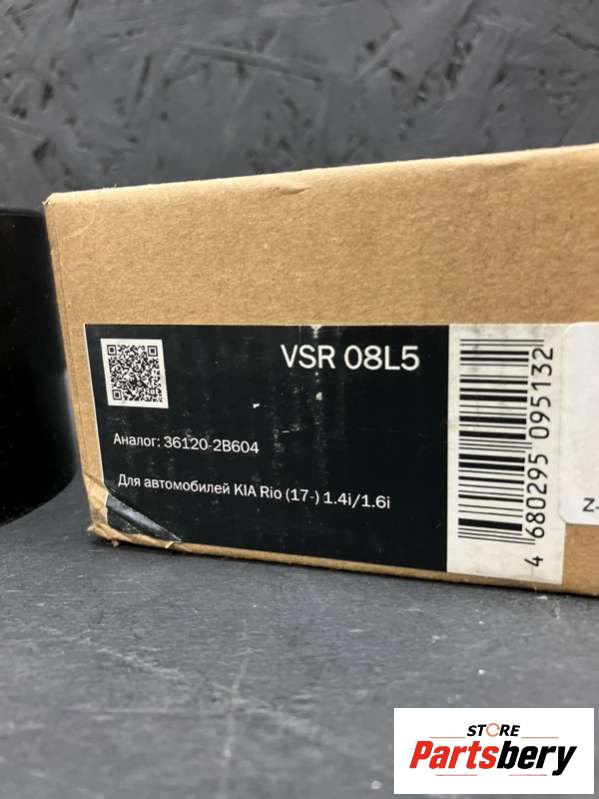 VSR 08L5
Аналог: 36120-2B604
Для автомобилей KIA Rio (17-) 1.4i/1.6i
4 680295 095132
Z-
STORE
Partsbery